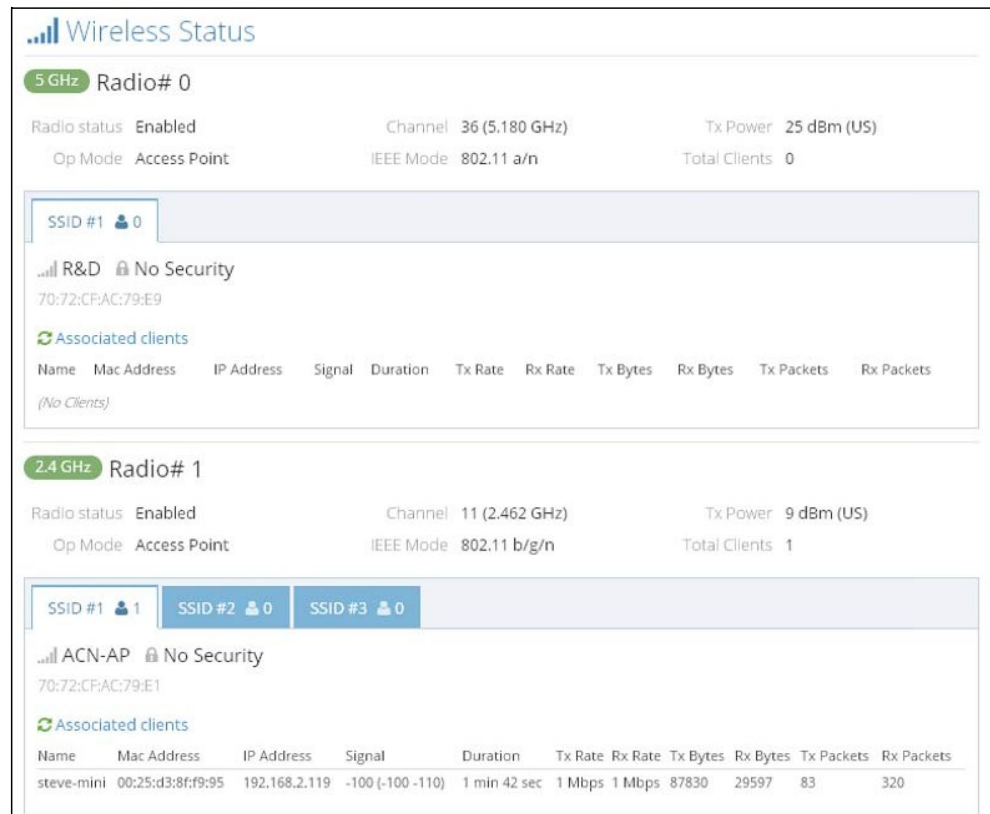 Wireless Status
5 GHz Radio# 0
Radio status Enabled Channel 36 (5.180 GHz) Tx Power 25 dBm (US)
Op Mode Access Point IEEE Mode 802.11 a/n Total Clients 0
SSID #1 0
R&D No Security
70:72:CF:AC:79:E9
Associated clients
Name Mac Address IP Address Signal Duration Tx Rate Rx Rate Tx Bytes Rx Bytes Tx Packets Rx Packets
(No Clients)
2.4 GHz Radio# 1
Radio status Enabled Channel 11 (2.462 GHz) Tx Power 9 dBm (US)
Op Mode Access Point IEEE Mode 802.11 b/g/n Total Clients 1
SSID #1 1 SSID #2 0 SSID #3 0
ACN-AP No Security
70:72:CF:AC:79:E1
Associated clients
Name Mac Address IP Address Signal Duration Tx Rate Rx Rate Tx Bytes Rx Bytes Tx Packets Rx Packets
steve-mini 00:25:d3:8f:f9:95 192.168.2.119 -100 (-100 -110) 1 min 42 sec 1 Mbps 1 Mbps 87830 29597 83 320